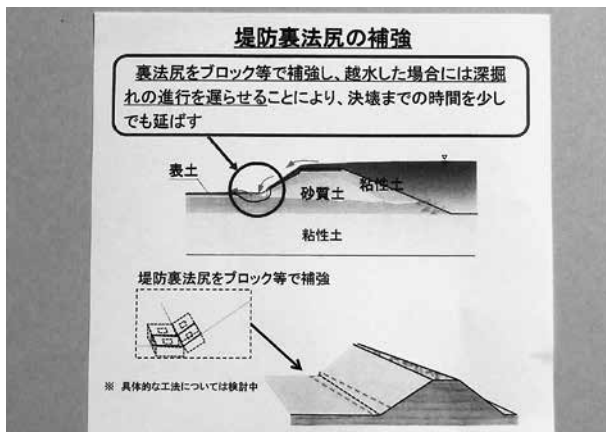 堤防裏法尻の補強
裏法尻をブロック等で補強し、越水した場合には深掘
れの進行を遅らせることにより、決壊までの時間を少し
でも延ばす
表土
砂質土
粘性土
粘性土
堤防裏法尻をブロック等で補強
※ 具体的な工法については検討中